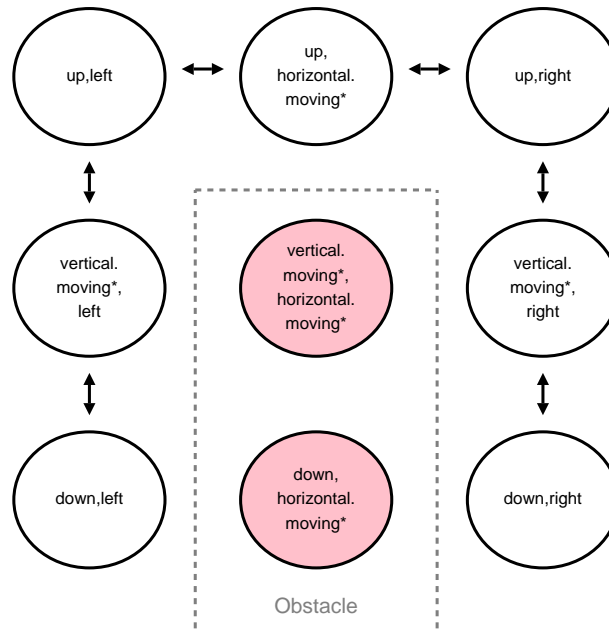 up,left
up,
horizontal.
moving*
up,right
vertical.
moving*,
left
vertical.
moving*,
horizontal.
moving*
vertical.
moving*,
right
down,left
down,
horizontal.
moving*
down,right
Obstacle